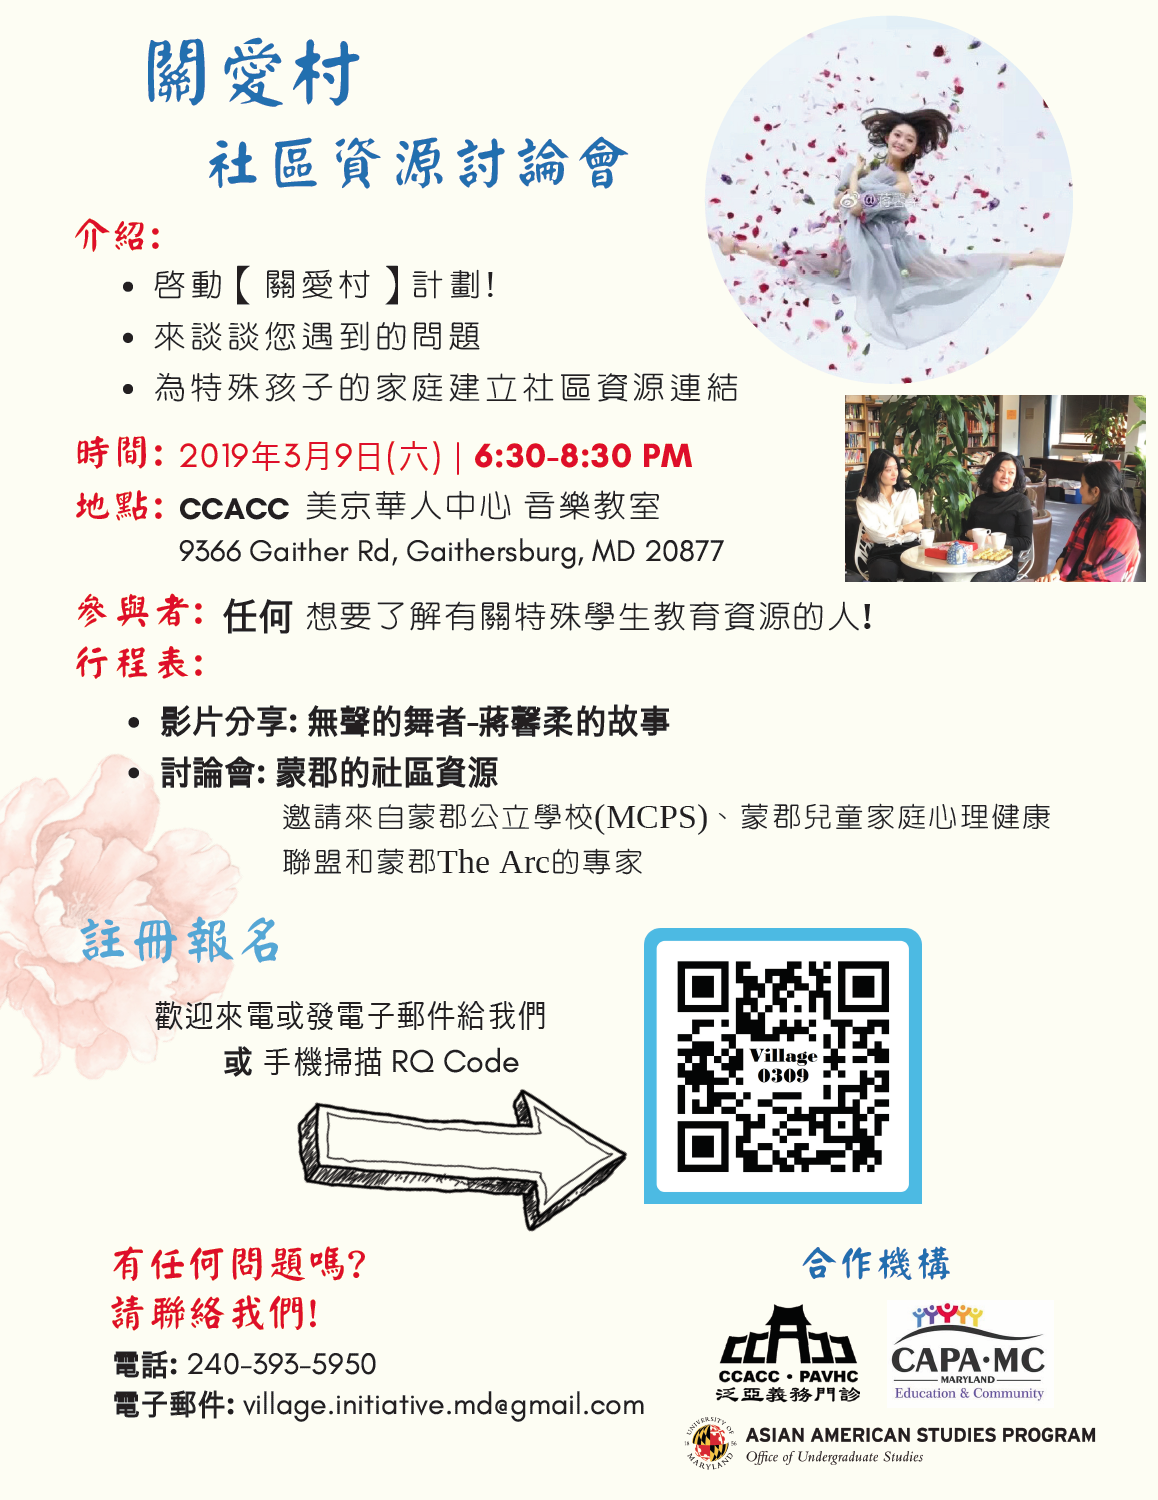 關愛村
社區資源討論會
介紹:
• 啓動【關愛村】計劃!
• 來談談您遇到的問題
• 為特殊孩子的家庭建立社區資源連結
時間: 2019年3月9日(六) | 6:30-8:30 PM
地點: CCACC 美京華人中心 音樂教室
9366 Gaither Rd, Gaithersburg, MD 20877
參與者: 任何 想要了解有關特殊學生教育資源的人!
行程表:
• 影片分享: 無聲的舞者-蔣馨柔的故事
• 討論會: 蒙郡的社區資源
邀請來自蒙郡公立學校(MCPS)、蒙郡兒童家庭心理健康
聯盟和蒙郡The Arc的專家
註冊報名
歡迎來電或發電子郵件給我們
或 手機掃描 RQ Code
Village
0309
有任何問題嗎?
請聯絡我們!
電話: 240-393-5950
電子郵件: village.initiative.md@gmail.com
合作機構
CCACC • PAVHC
泛亞義務門診
CAPA·MC
MARYLAND
Education & Community
UNIVERSITY OF
18 56
MARYLAND
ASIAN AMERICAN STUDIES PROGRAM
Office of Undergraduate Studies